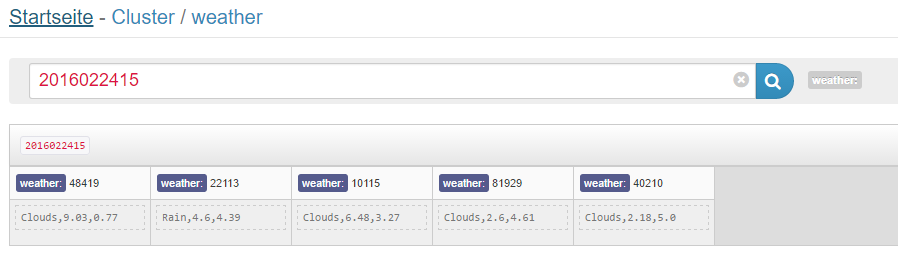 Startseite - Cluster / weather
2016022415 weather:
2016022415
weather: 48419 weather: 22113 weather: 10115 weather: 81929 weather: 40210
Clouds,9.03,0.77 Rain,4.6,4.39 Clouds,6.48,3.27 Clouds,2.6,4.61 Clouds,2.18,5.0